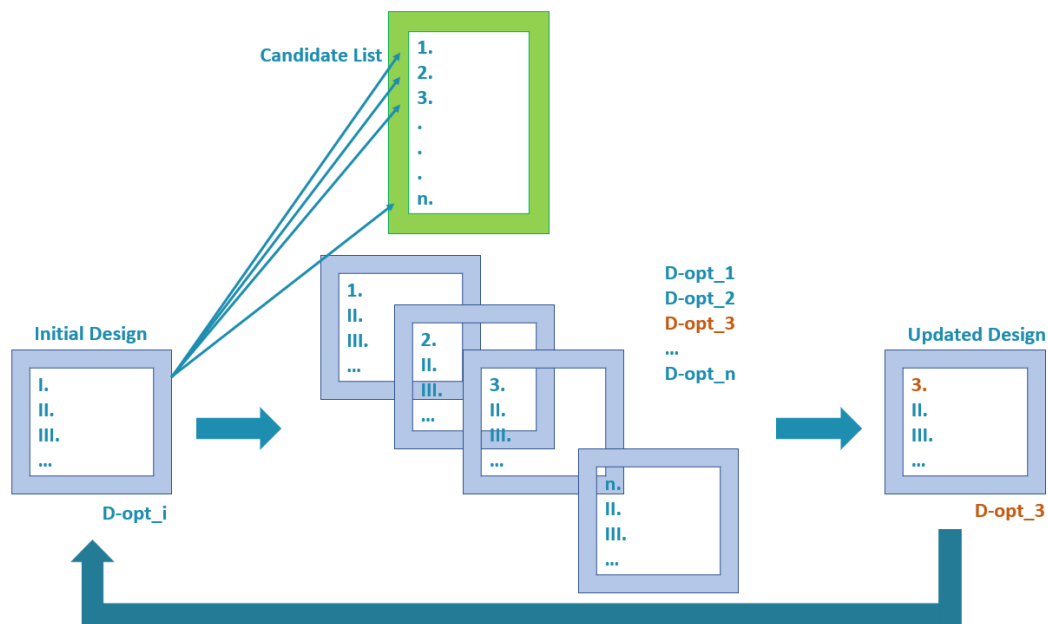 Candidate List
1.
2.
3.
.
.
.
n.
Initial Design
I.
II.
III.
...
D-opt_i
1.
II.
III.
...
2.
II.
III.
...
3.
II.
III.
...
n.
II.
III.
...
D-opt_1
D-opt_2
D-opt_3
...
D-opt_n
Updated Design
3.
II.
III.
...
D-opt_3